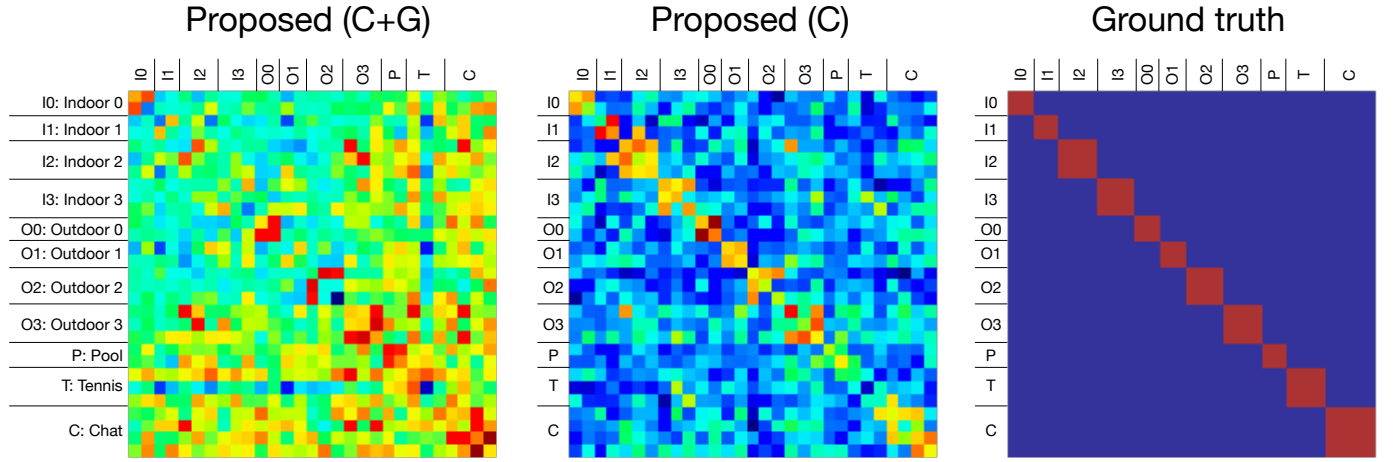 Proposed (C+G) Proposed (C) Ground truth
I0 I1 I2 I3 O0 O1 O2 O3 P T C I0 I1 I2 I3 O0 O1 O2 O3 P T C I0 I1 I2 I3 O0 O1 O2 O3 P T C
I0: Indoor 0 I0 I0
I1: Indoor 1 I1 I1
I2: Indoor 2 I2 I2
I3: Indoor 3 I3 I3
O0: Outdoor 0 O0 O0
O1: Outdoor 1 O1 O1
O2: Outdoor 2 O2 O2
O3: Outdoor 3 O3 O3
P: Pool P P
T: Tennis T T
C: Chat C C